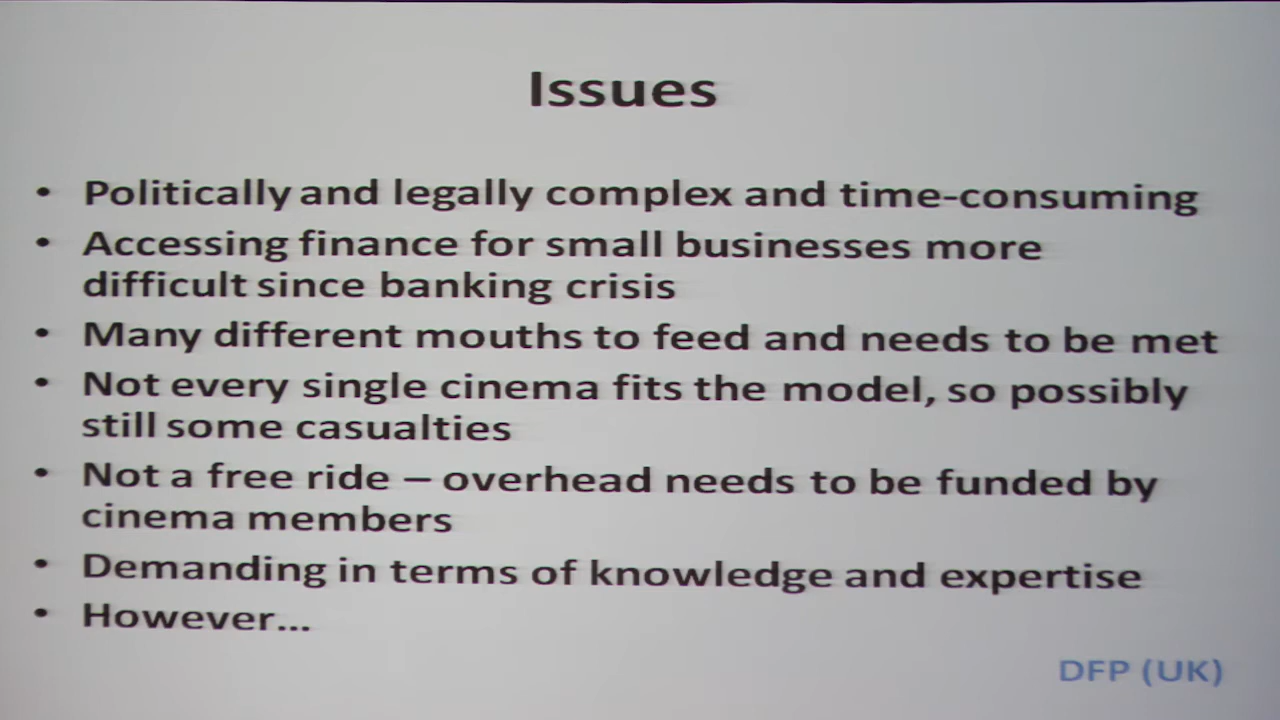 Issues
• Politically and legally complex and time-consuming
• Accessing finance for small businesses more
difficult since banking crisis
• Many different mouths to feed and needs to be met
• Not every single cinema fits the model, so possibly
still some casualties
• Not a free ride – overhead needs to be funded by
cinema members
• Demanding in terms of knowledge and expertise
• However...
DFP (UK)